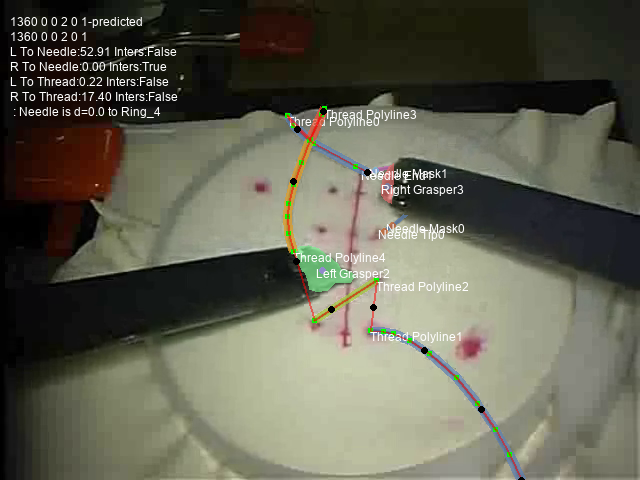 1360 0 0 2 0 1-predicted
1360 0 0 2 0 1
L To Needle:52.91 Inters:False
R To Needle:0.00 Inters:True
L To Thread:0.22 Inters:False
R To Thread:17.40 Inters:False
: Needle is d=0.0 to Ring_4
Thread Polyline3
Thread Polyline0
Needle Mask1
Needle End1
Right Grasper3
Needle Mask0
Needle Tip0
Thread Polyline4
Left Grasper2
Thread Polyline2
Thread Polyline1